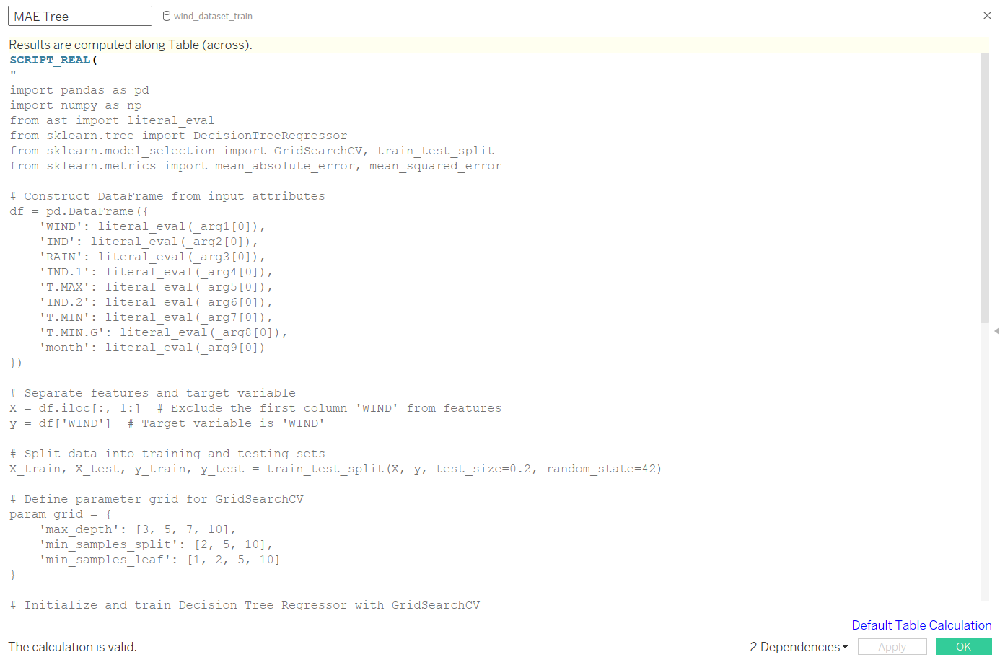 MAE Tree
wind_dataset_train
Results are computed along Table (across).
SCRIPT_REAL(
"
import pandas as pd
import numpy as np
from ast import literal_eval
from sklearn.tree import DecisionTreeRegressor
from sklearn.model_selection import GridSearchCV, train_test_split
from sklearn.metrics import mean_absolute_error, mean_squared_error

# Construct DataFrame from input attributes
df = pd.DataFrame({
    'WIND': literal_eval(_arg1[0]),
    'IND': literal_eval(_arg2[0]),
    'RAIN': literal_eval(_arg3[0]),
    'IND.1': literal_eval(_arg4[0]),
    'T.MAX': literal_eval(_arg5[0]),
    'IND.2': literal_eval(_arg6[0]),
    'T.MIN': literal_eval(_arg7[0]),
    'T.MIN.G': literal_eval(_arg8[0]),
    'month': literal_eval(_arg9[0])
})

# Separate features and target variable
X = df.iloc[:, 1:]  # Exclude the first column 'WIND' from features
y = df['WIND']  # Target variable is 'WIND'

# Split data into training and testing sets
X_train, X_test, y_train, y_test = train_test_split(X, y, test_size=0.2, random_state=42)

# Define parameter grid for GridSearchCV
param_grid = {
    'max_depth': [3, 5, 7, 10],
    'min_samples_split': [2, 5, 10],
    'min_samples_leaf': [1, 2, 5, 10]
}

# Initialize and train Decision Tree Regressor with GridSearchCV
Default Table Calculation
The calculation is valid.
2 Dependencies
Apply
OK